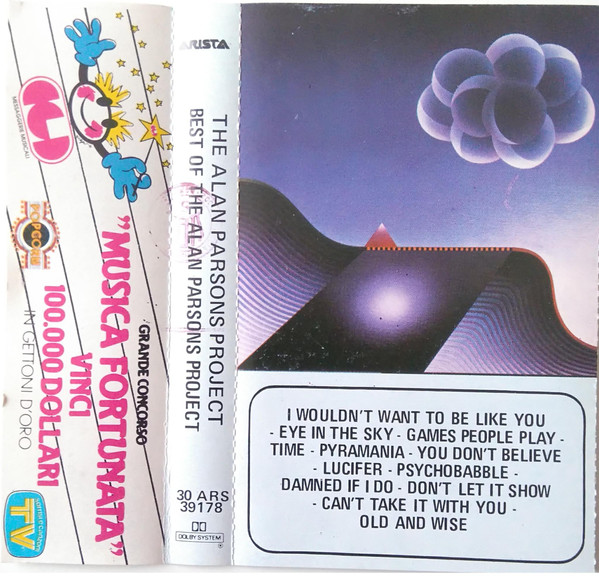 MESSAGGERIE MUSICALI
POPCORN
GRANDE CONCORSO
"MUSICA FORTUNATA"
VINCI
100.000 DOLLARI
IN GETTONI D'ORO
TV
ARISTA
THE ALAN PARSONS PROJECT
BEST OF THE ALAN PARSONS PROJECT
30 ARS
39178
DOLBY SYSTEM
I WOULDN'T WANT TO BE LIKE YOU
- EYE IN THE SKY - GAMES PEOPLE PLAY -
TIME - PYRAMANIA - YOU DON'T BELIEVE
- LUCIFER - PSYCHOBABBLE -
DAMNED IF I DO - DON'T LET IT SHOW
- CAN'T TAKE IT WITH YOU -
OLD AND WISE